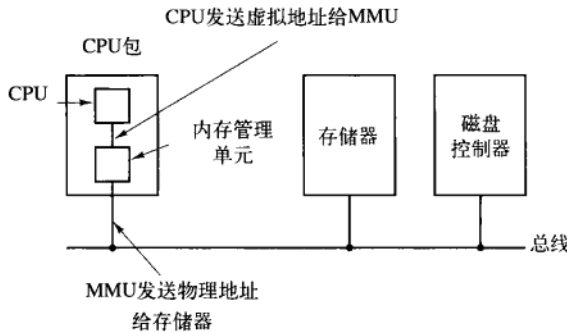 CPU发送虚拟地址给MMU
CPU包
CPU
内存管理
单元
存储器
磁盘
控制器
总线
MMU发送物理地址
给存储器